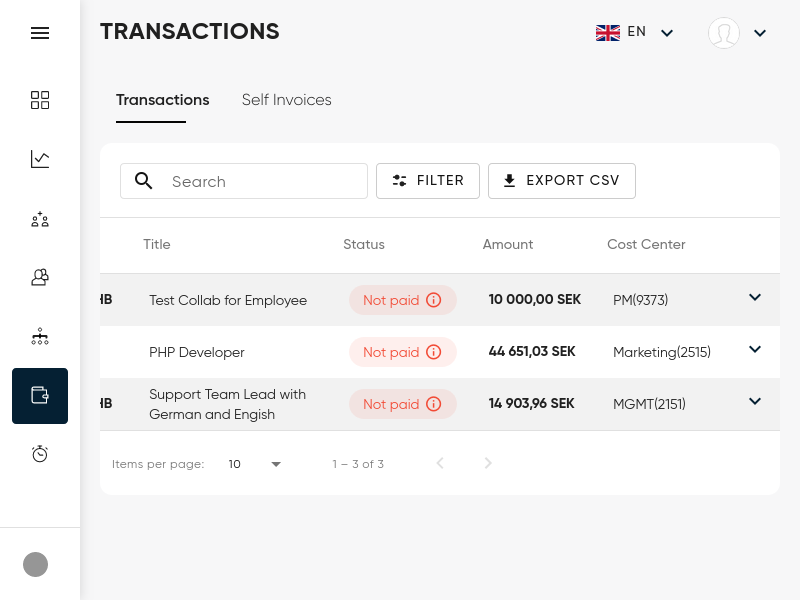 TRANSACTIONS
EN
Transactions
Self Invoices
Search
FILTER
EXPORT CSV
Title Status Amount Cost Center
HB Test Collab for Employee Not paid 10 000,00 SEK PM(9373)
PHP Developer Not paid 44 651,03 SEK Marketing(2515)
HB Support Team Lead with German and Engish Not paid 14 903,96 SEK MGMT(2151)
Items per page: 10 1 – 3 of 3